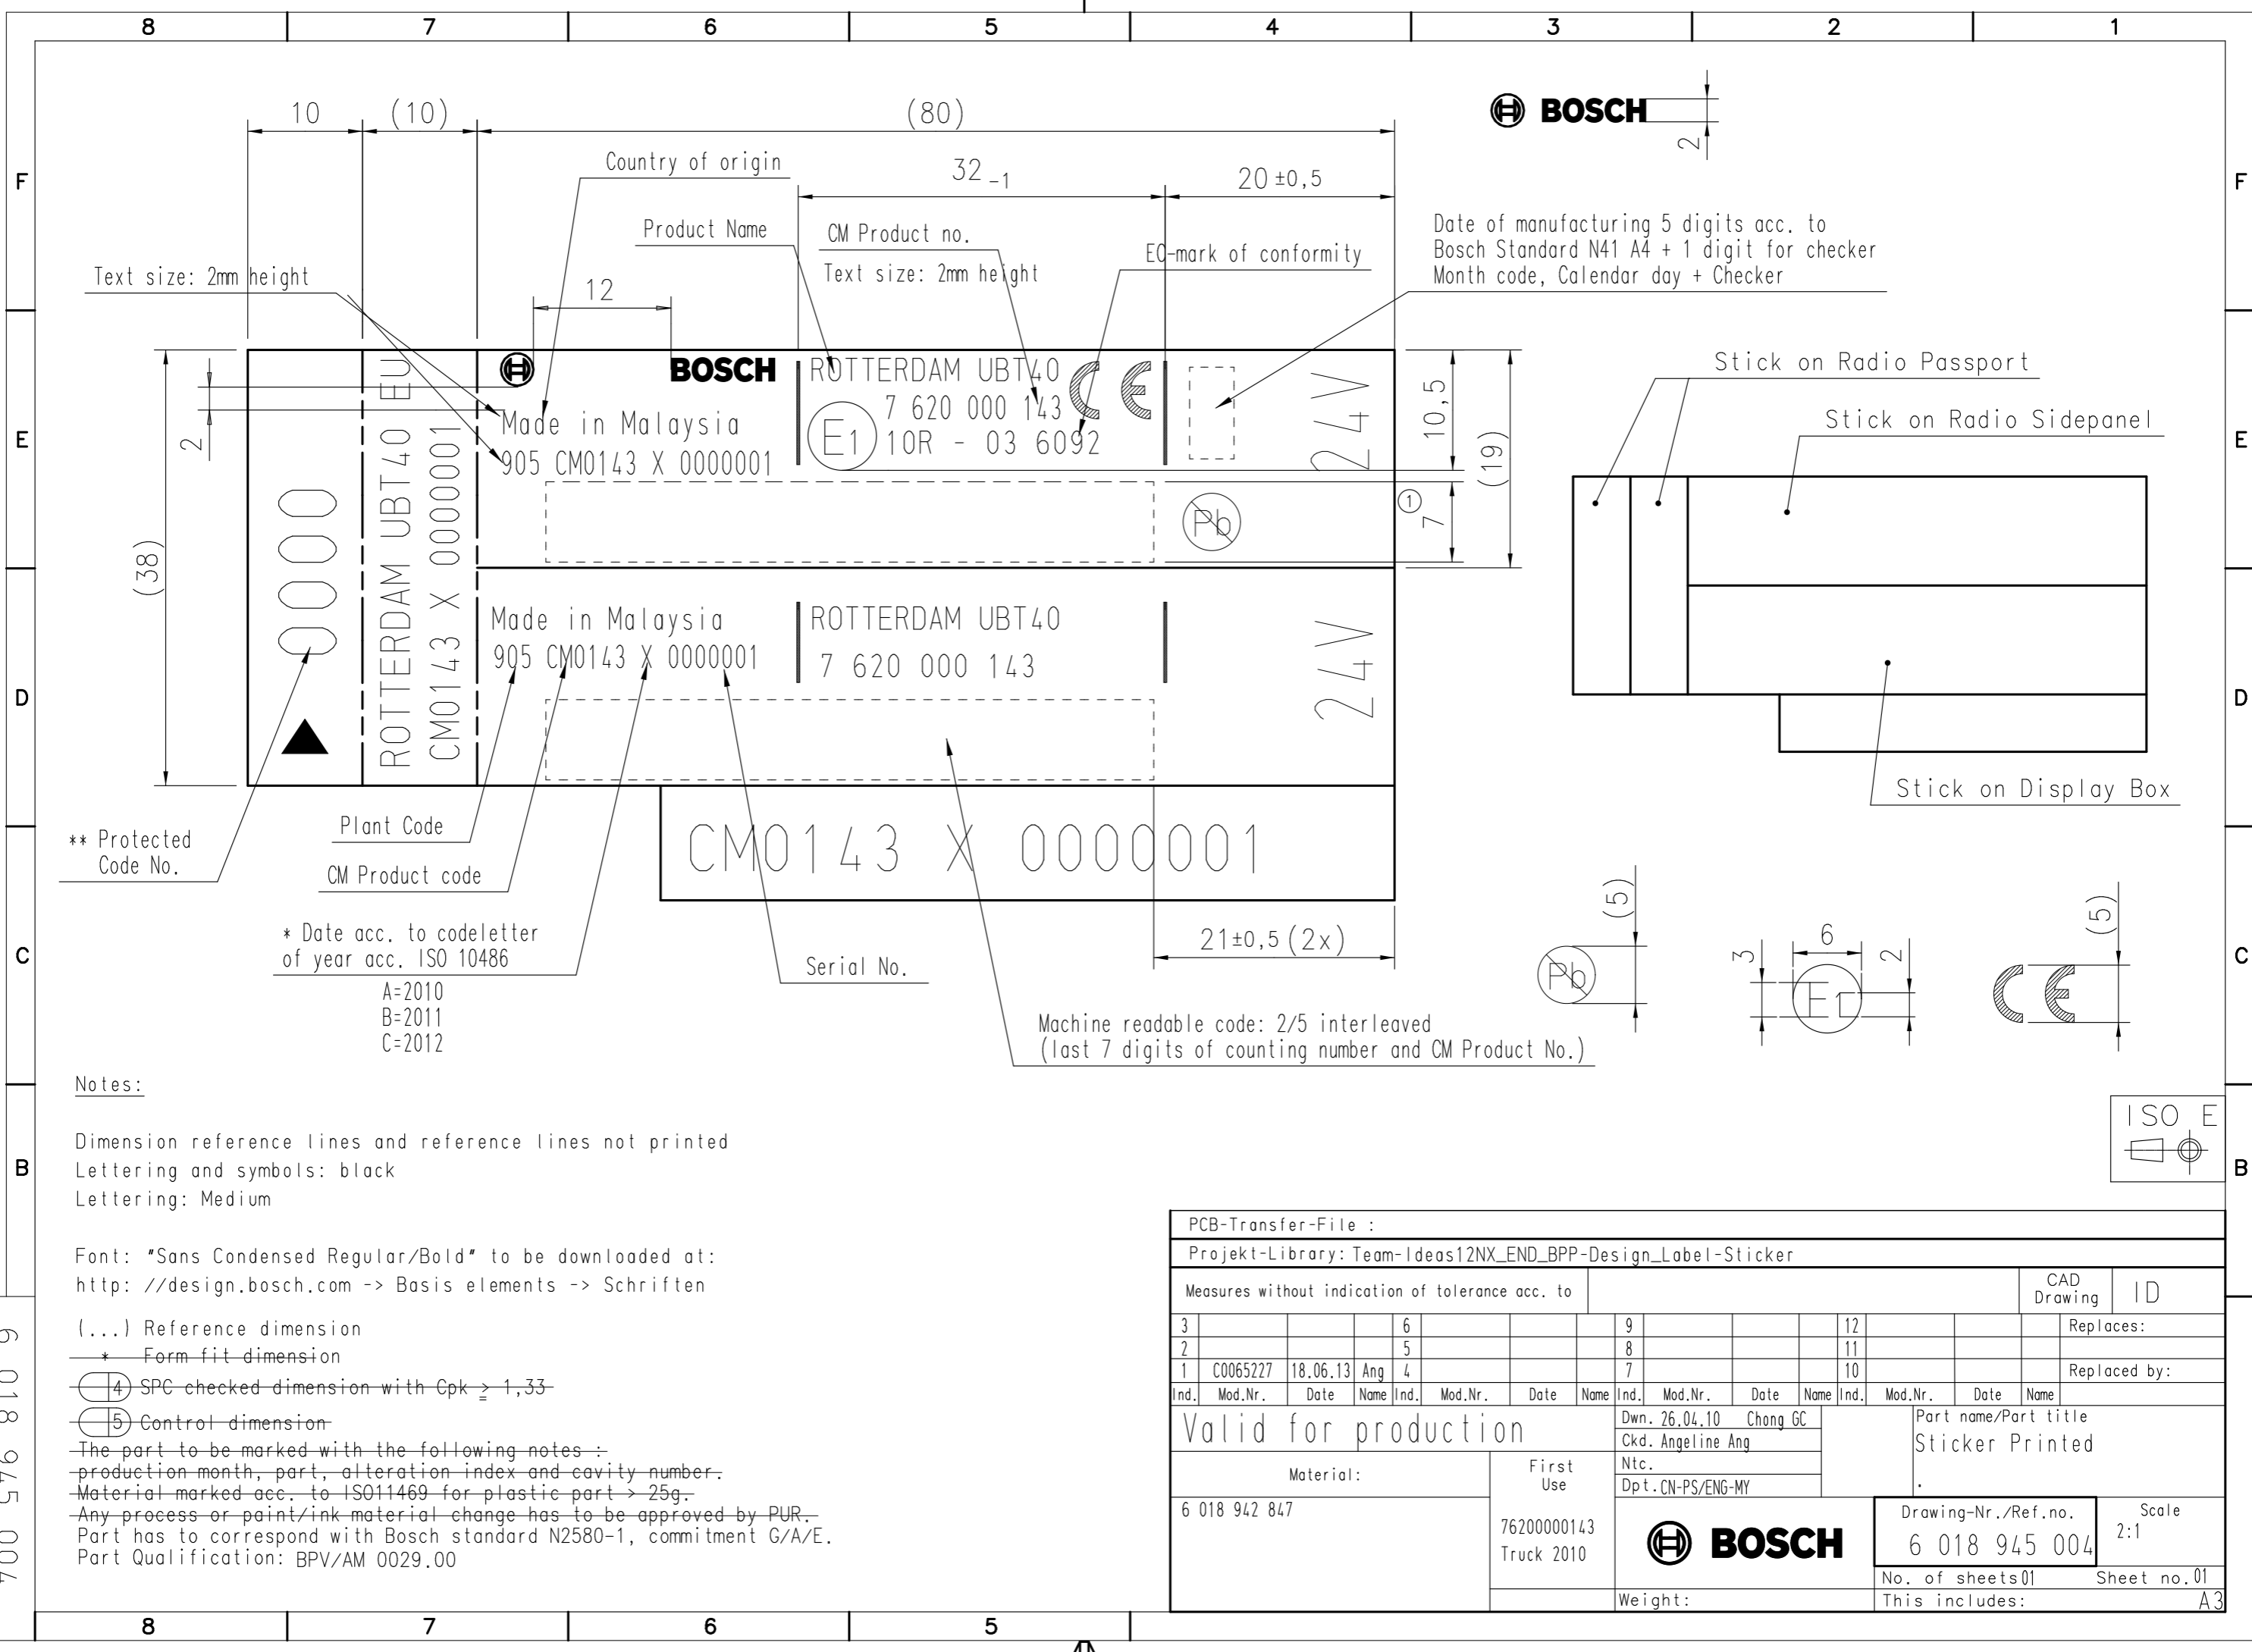 8 7 6 5 4 3 2 1
F
E
D
C
B
F
E
D
C
B
10
(10)
(80)
BOSCH
2
Country of origin
32 -1
20 ±0,5
Product Name
CM Product no.
Text size: 2mm height
EC-mark of conformity
Date of manufacturing 5 digits acc. to
Bosch Standard N41 A4 + 1 digit for checker
Month code, Calendar day + Checker
Text size: 2mm height
12
2
(38)
0000
ROTTERDAM UBT40 EU
CM0143 X 0000001
BOSCH
Made in Malaysia
905 CM0143 X 0000001
ROTTERDAM UBT40
7 620 000 143
E1 10R - 03 6092
CE
24V
Pb
10,5
(19)
1
7
Made in Malaysia
905 CM0143 X 0000001
ROTTERDAM UBT40
7 620 000 143
24V
CM0143 X 0000001
Stick on Radio Passport
Stick on Radio Sidepanel
Stick on Display Box
** Protected
Code No.
Plant Code
CM Product code
* Date acc. to codeletter
of year acc. ISO 10486
A=2010
B=2011
C=2012
Serial No.
21±0,5 (2x)
Machine readable code: 2/5 interleaved
(last 7 digits of counting number and CM Product No.)
Pb
(5)
3
6
2
E1
CE
(5)
ISO E
Notes:
Dimension reference lines and reference lines not printed
Lettering and symbols: black
Lettering: Medium
Font: "Sans Condensed Regular/Bold" to be downloaded at:
http: //design.bosch.com -> Basis elements -> Schriften
(...) Reference dimension
* Form fit dimension
4 SPC checked dimension with Cpk ≥ 1,33
5 Control dimension
The part to be marked with the following notes :
production month, part, alteration index and cavity number.
Material marked acc. to ISO11469 for plastic part > 25g.
Any process or paint/ink material change has to be approved by PUR.
Part has to correspond with Bosch standard N2580-1, commitment G/A/E.
Part Qualification: BPV/AM 0029.00
6 018 945 004
PCB-Transfer-File :
Projekt-Library: Team-Ideas12NX_END_BPP-Design_Label-Sticker
Measures without indication of tolerance acc. to
CAD
Drawing
ID
3 6 9 12 Replaces:
2 5 8 11
1 C0065227 18.06.13 Ang 4 7 10 Replaced by:
Ind. Mod.Nr. Date Name Ind. Mod.Nr. Date Name Ind. Mod.Nr. Date Name Ind. Mod.Nr. Date Name
Valid for production
Dwn. 26.04.10 Chong GC
Ckd. Angeline Ang
Ntc.
Dpt. CN-PS/ENG-MY
Part name/Part title
Sticker Printed
.
Material:
6 018 942 847
First
Use
76200000143
Truck 2010
BOSCH
Drawing-Nr./Ref.no.
6 018 945 004
Scale
2:1
No. of sheets 01 Sheet no. 01
Weight:
This includes: A3
8 7 6 5